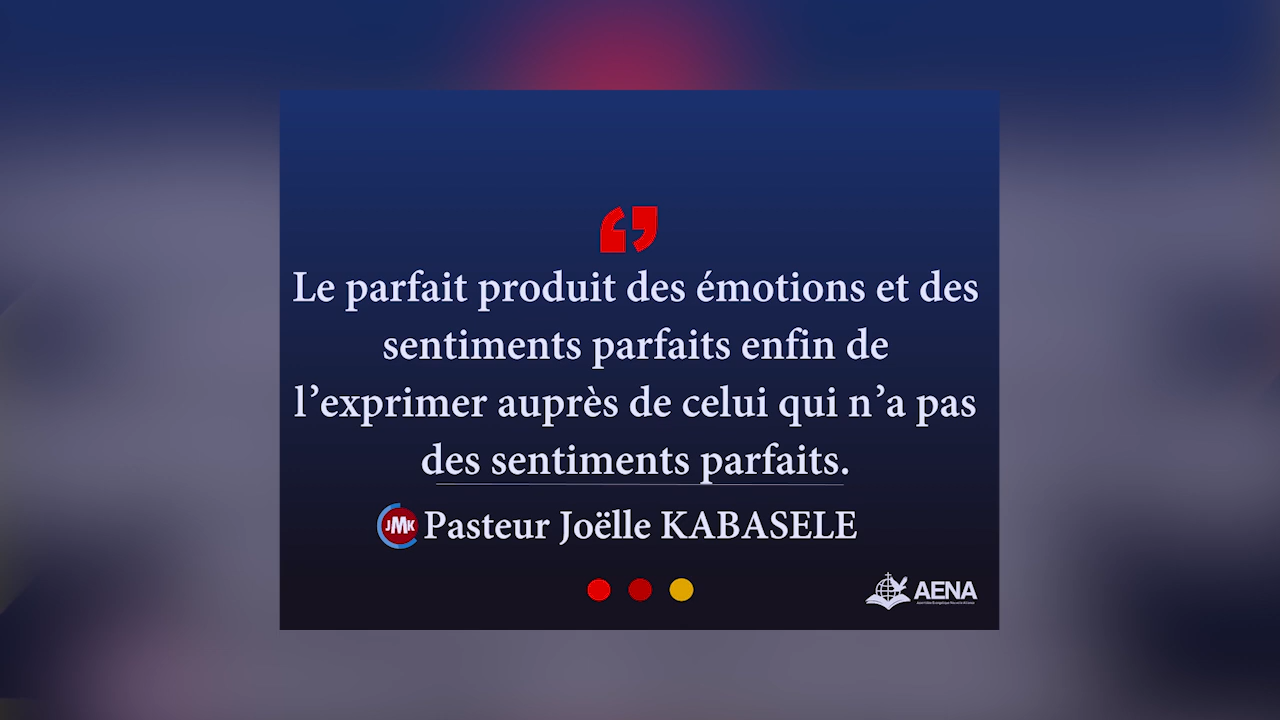 Le parfait produit des émotions et des
sentiments parfaits enfin de
l’exprimer auprès de celui qui n’a pas
des sentiments parfaits.
JMK
Pasteur Joëlle KABASELE
AENA